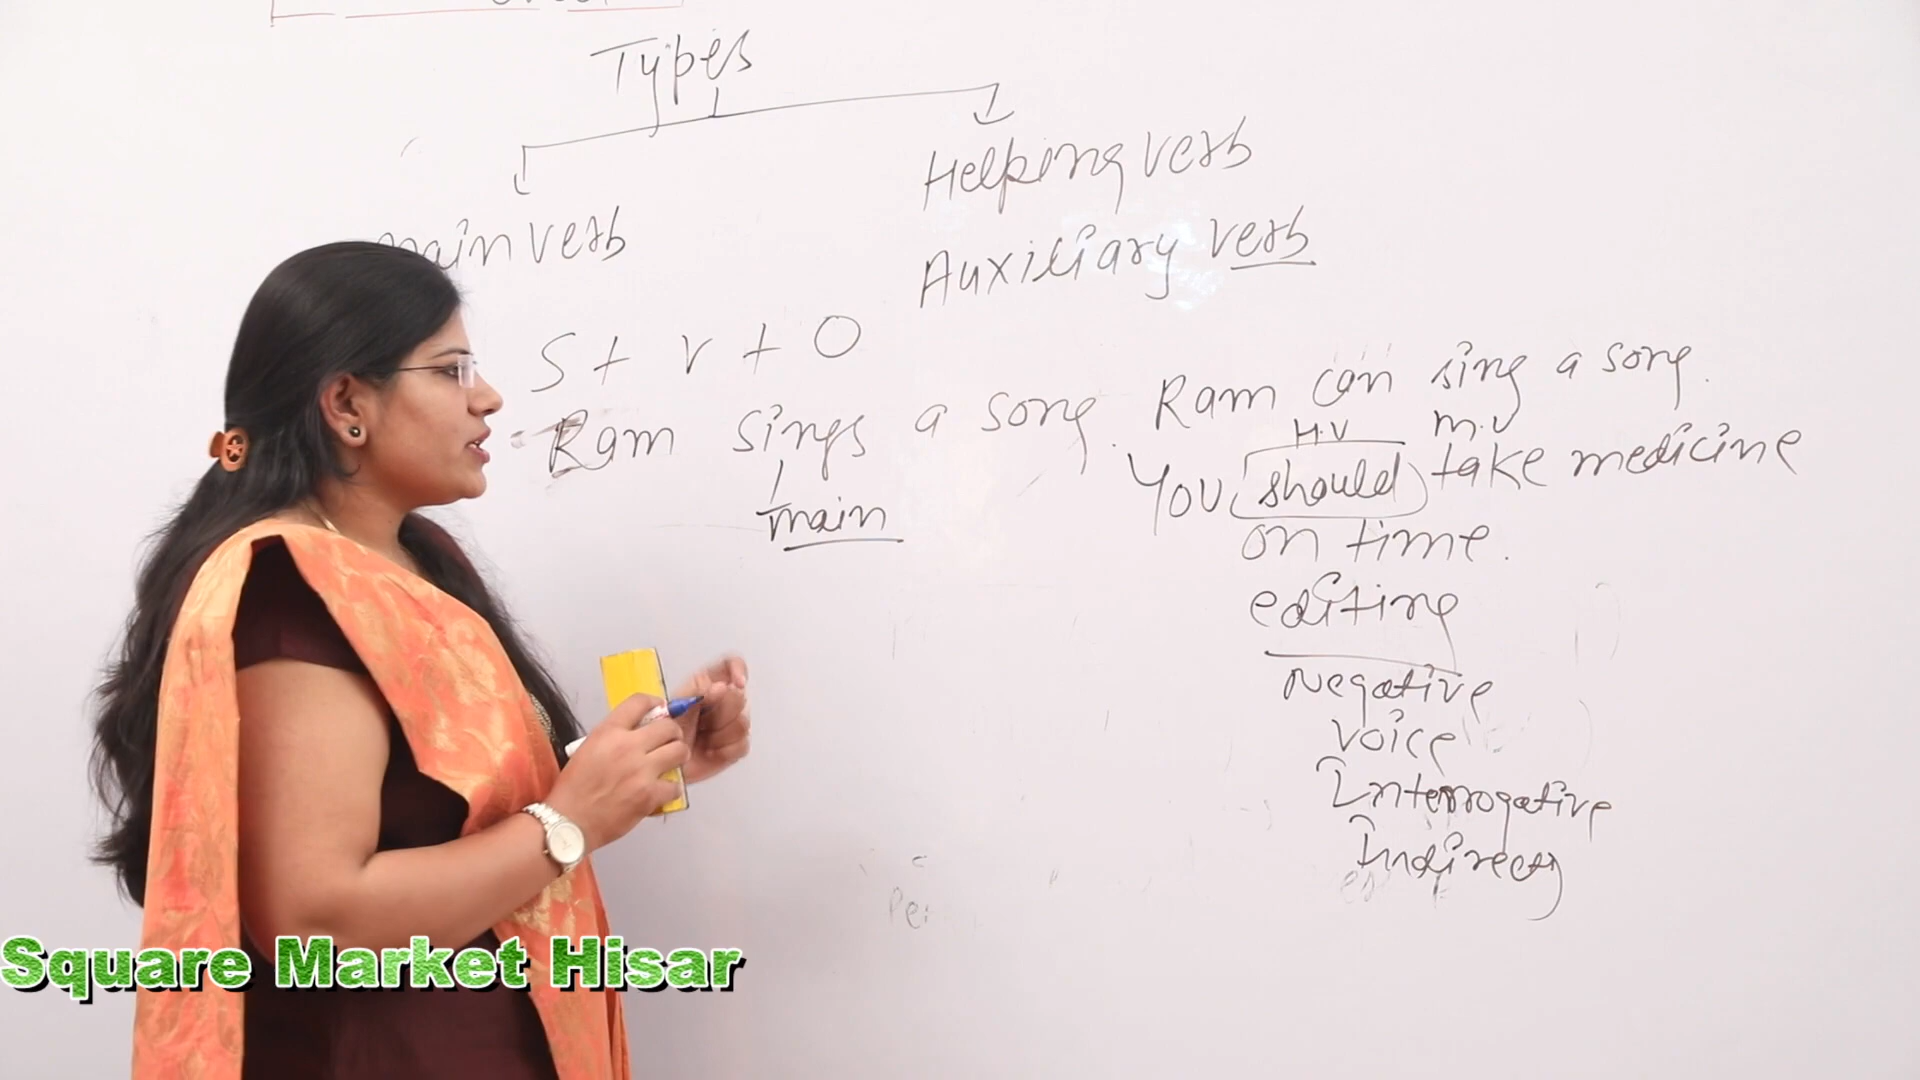 Types
Helping verb
main verb
Auxiliary verb
S + V + O
Ram sings a song.
main
Ram can sing a song.
H.V m.v
You should take medicine
on time.
editing
Negative
voice
Interrogative
Indirect
Square Market Hisar